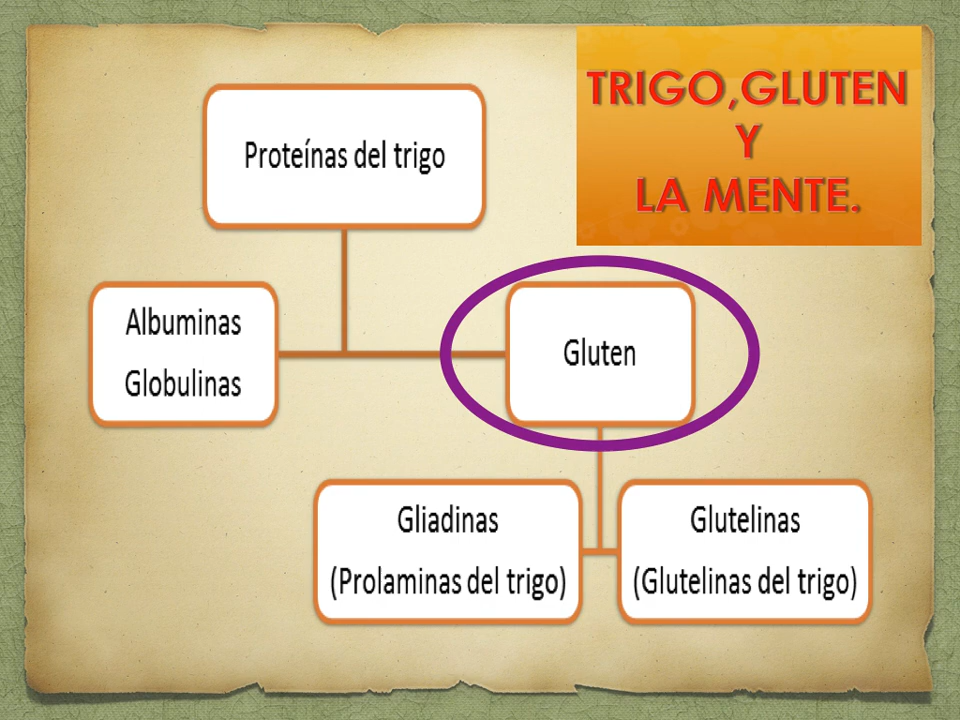 TRIGO,GLUTEN
Y
LA MENTE.
Proteínas del trigo
Albuminas
Globulinas
Gluten
Gliadinas
(Prolaminas del trigo)
Glutelinas
(Glutelinas del trigo)